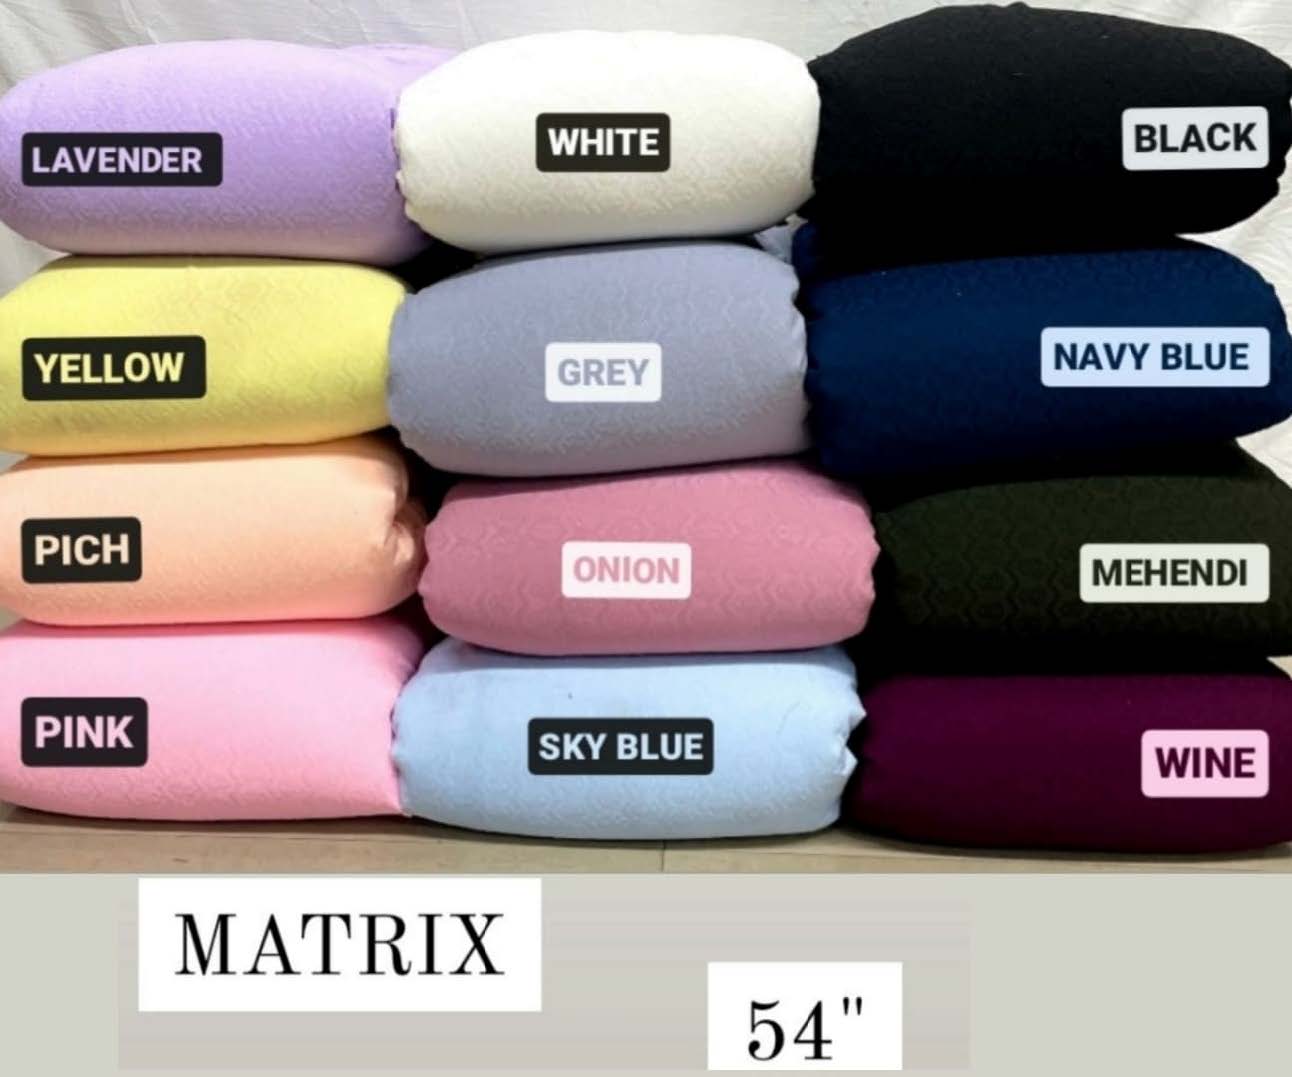 LAVENDER
WHITE
BLACK
YELLOW
GREY
NAVY BLUE
PICH
ONION
MEHENDI
PINK
SKY BLUE
WINE
MATRIX
54"